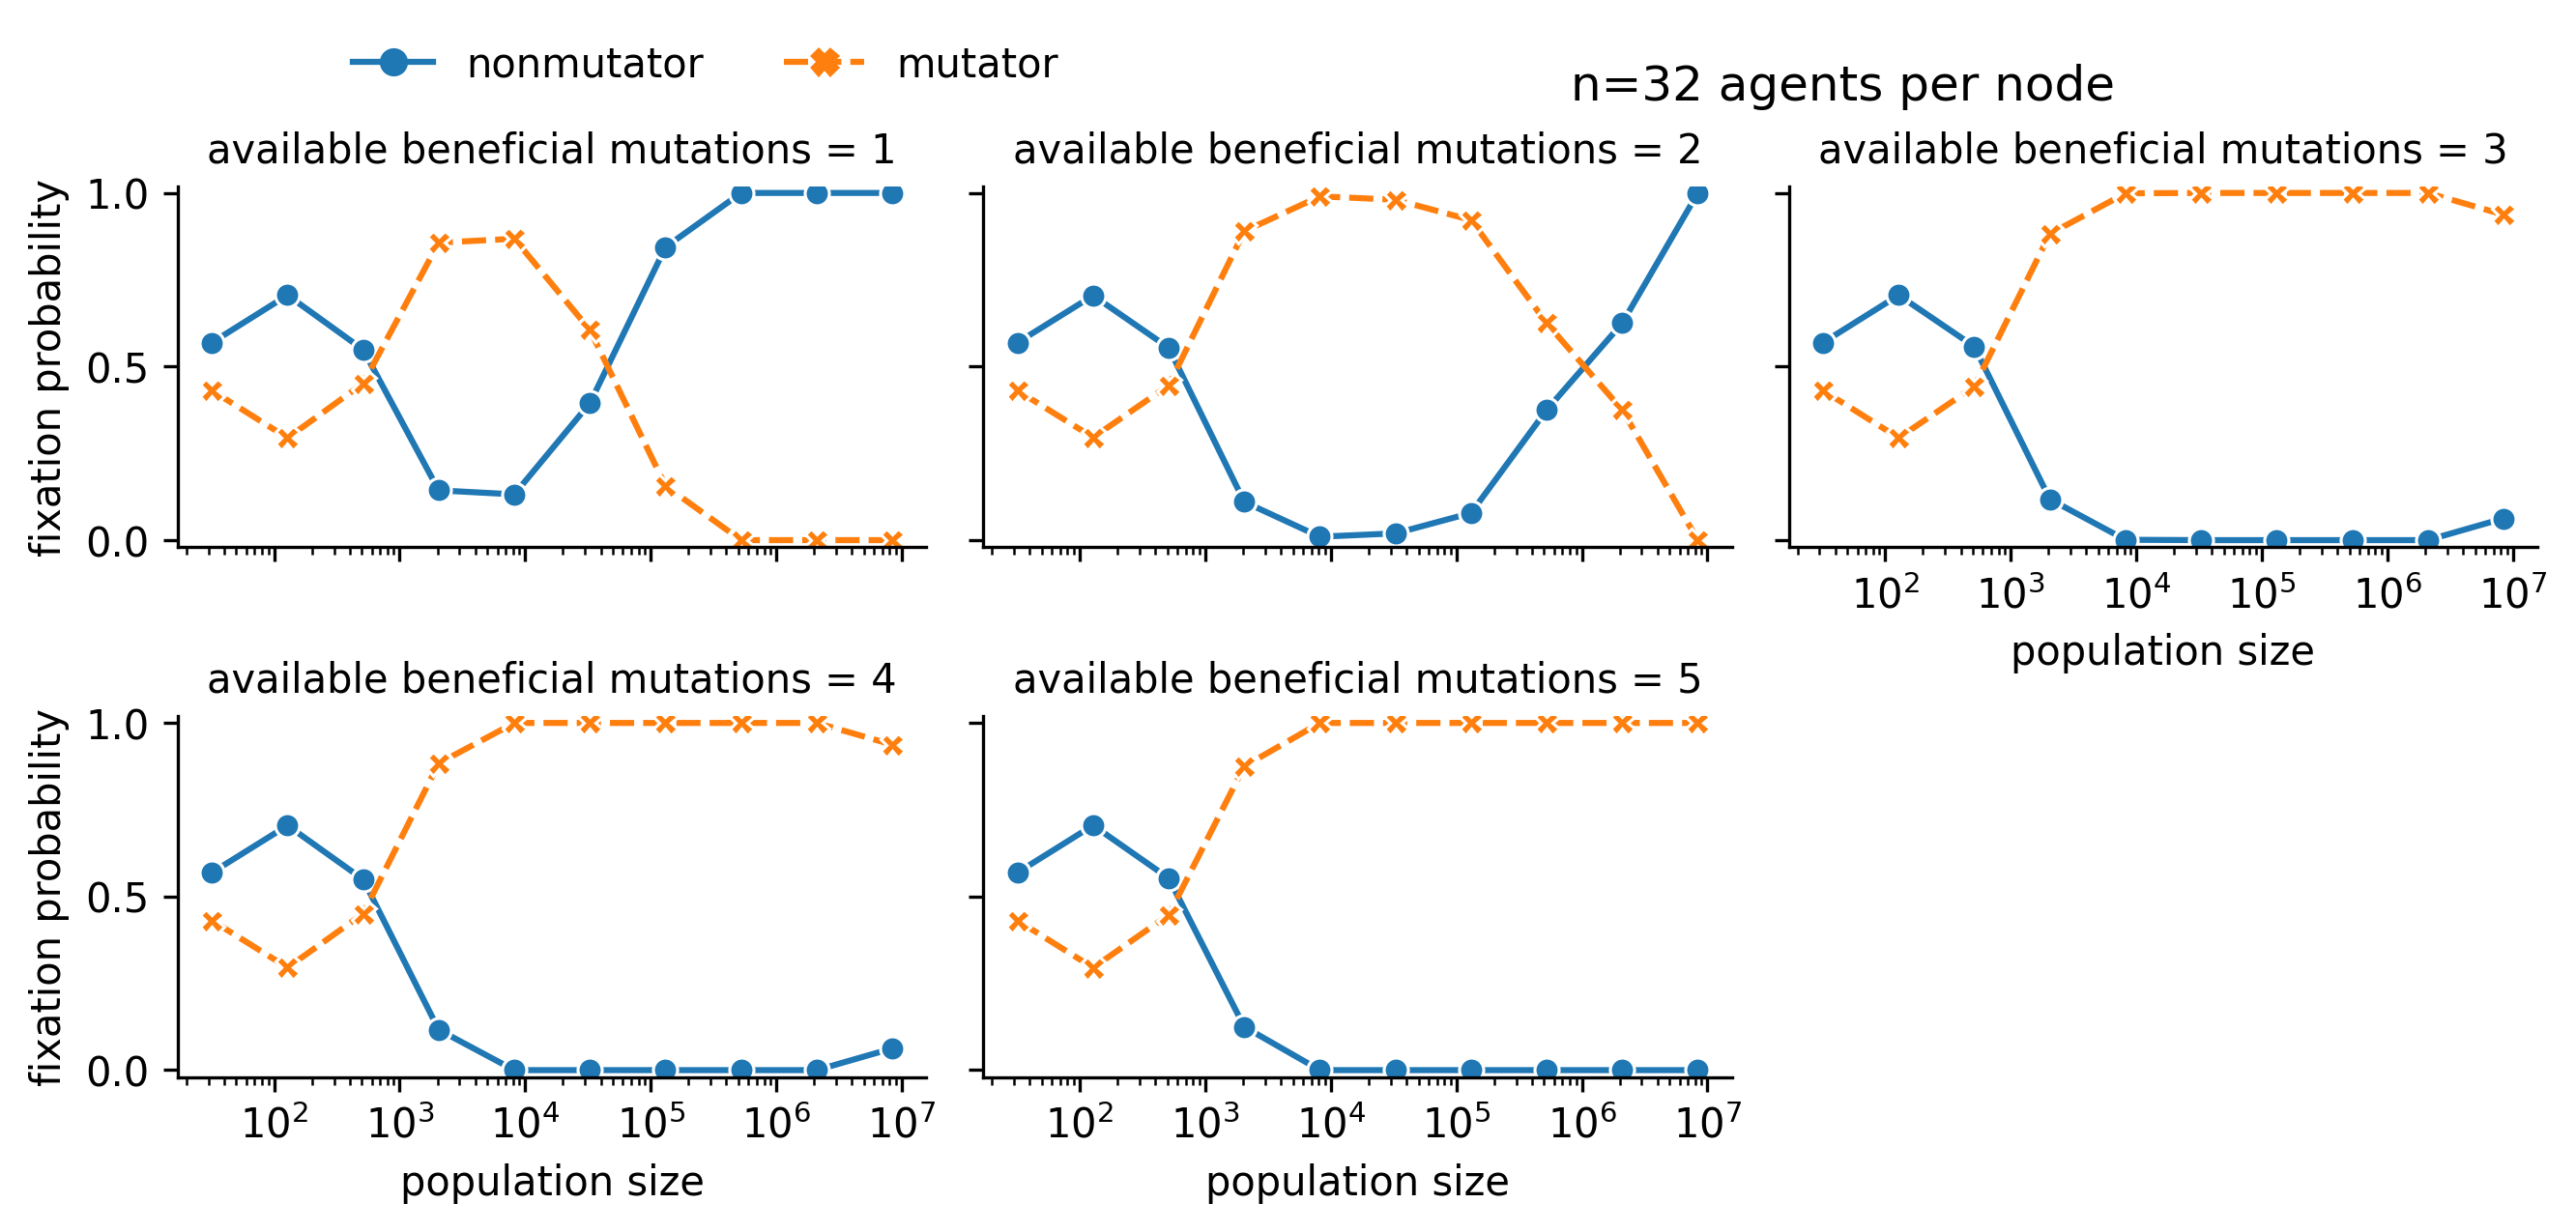 nonmutator mutator
n=32 agents per node
available beneficial mutations = 1
available beneficial mutations = 2
available beneficial mutations = 3
fixation probability
1.0
0.5
0.0
10² 10³ 10⁴ 10⁵ 10⁶ 10⁷
population size
available beneficial mutations = 4
available beneficial mutations = 5
fixation probability
1.0
0.5
0.0
10² 10³ 10⁴ 10⁵ 10⁶ 10⁷
population size
10² 10³ 10⁴ 10⁵ 10⁶ 10⁷
population size